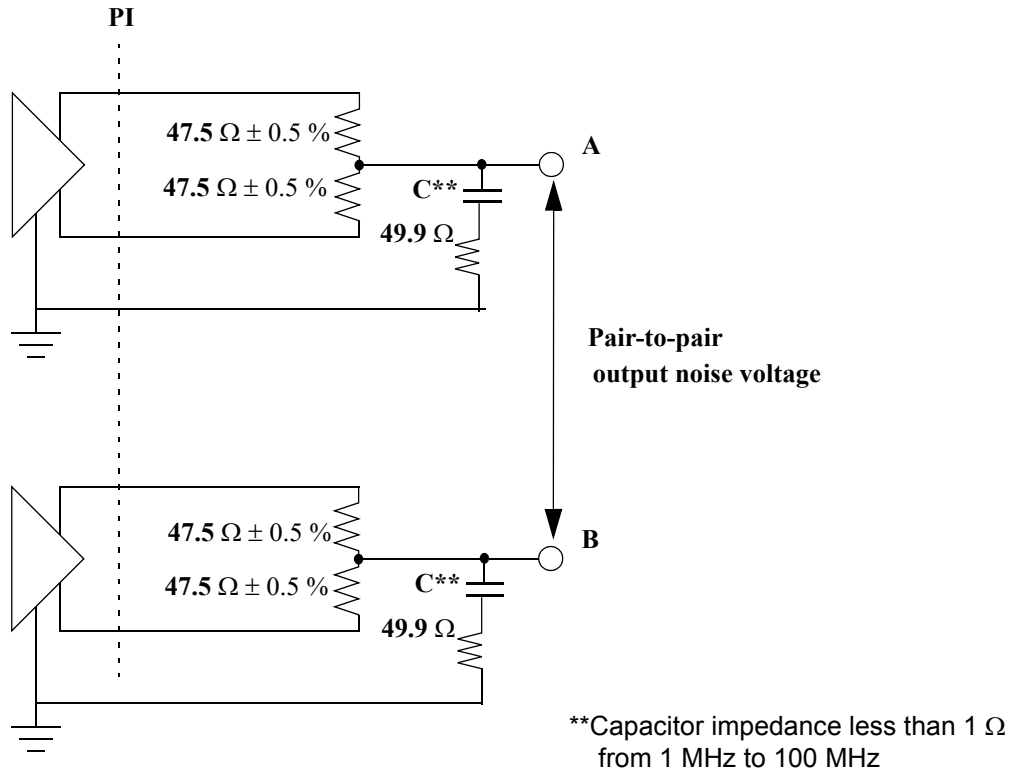 PI
47.5 Ω ± 0.5 %
A
47.5 Ω ± 0.5 %
C**
49.9 Ω
Pair-to-pair
output noise voltage
47.5 Ω ± 0.5 %
B
47.5 Ω ± 0.5 %
C**
49.9 Ω
**Capacitor impedance less than 1 Ω
from 1 MHz to 100 MHz